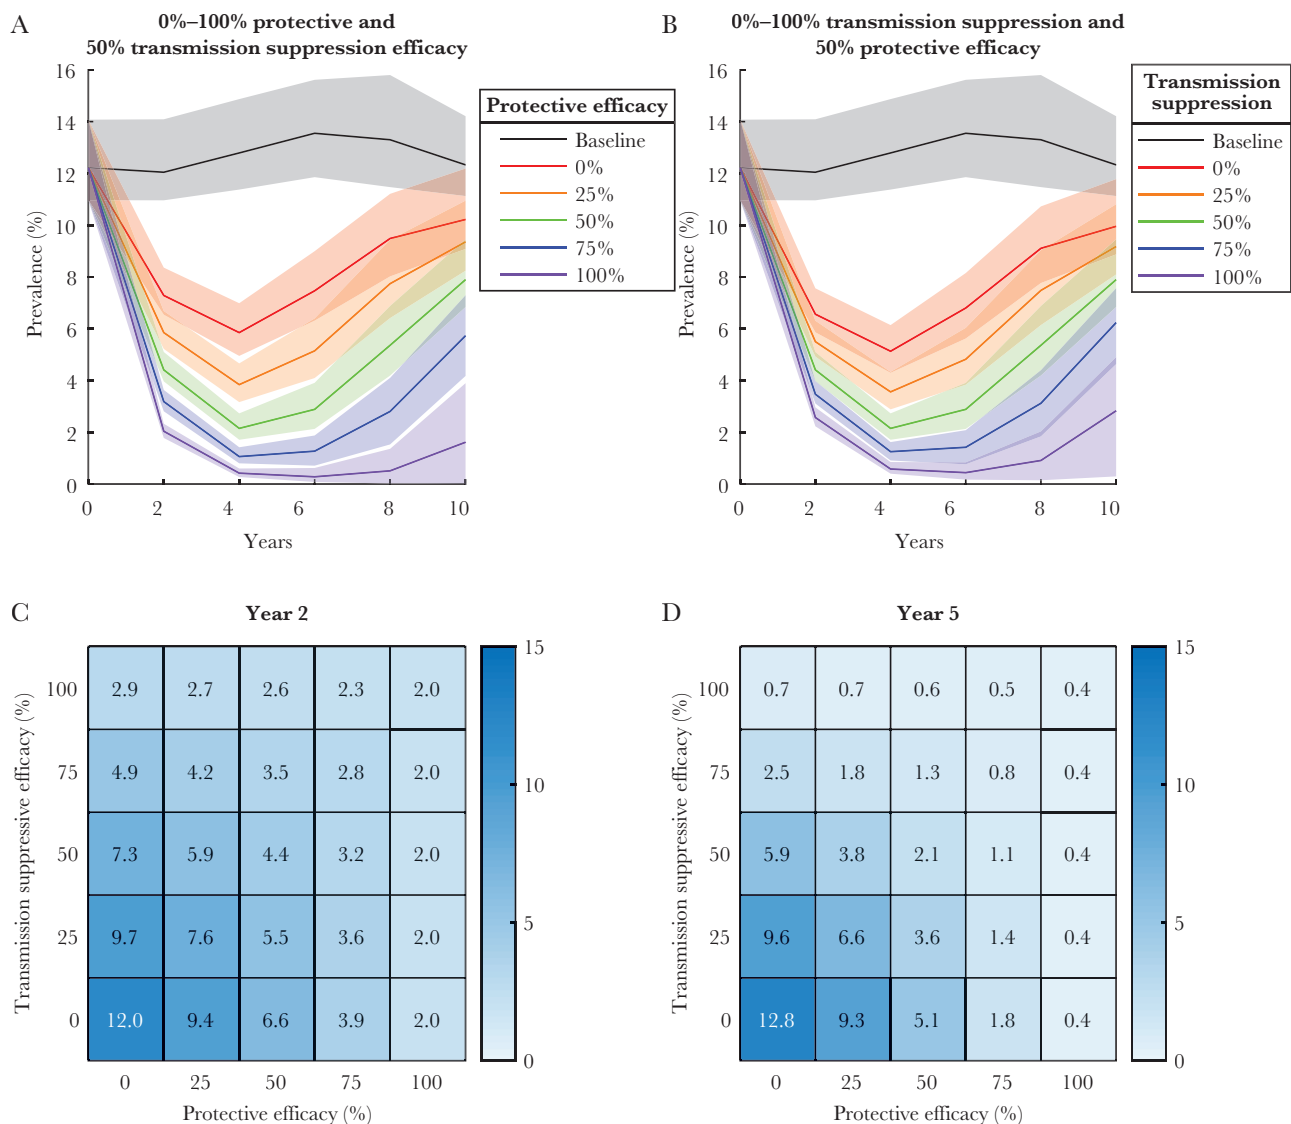 A
0%–100% protective and
50% transmission suppression efficacy
16
14
12
10
8
6
4
2
0
Prevalence (%)
0 2 4 6 8 10
Years
Protective efficacy
Baseline
0%
25%
50%
75%
100%
B
0%–100% transmission suppression and
50% protective efficacy
16
14
12
10
8
6
4
2
0
Prevalence (%)
0 2 4 6 8 10
Years
Transmission
suppression
Baseline
0%
25%
50%
75%
100%
C
Year 2
Transmission suppressive efficacy (%)
100 2.9 2.7 2.6 2.3 2.0
75 4.9 4.2 3.5 2.8 2.0
50 7.3 5.9 4.4 3.2 2.0
25 9.7 7.6 5.5 3.6 2.0
0 12.0 9.4 6.6 3.9 2.0
0 25 50 75 100
Protective efficacy (%)
15
10
5
0
D
Year 5
Transmission suppressive efficacy (%)
100 0.7 0.7 0.6 0.5 0.4
75 2.5 1.8 1.3 0.8 0.4
50 5.9 3.8 2.1 1.1 0.4
25 9.6 6.6 3.6 1.4 0.4
0 12.8 9.3 5.1 1.8 0.4
0 25 50 75 100
Protective efficacy (%)
15
10
5
0